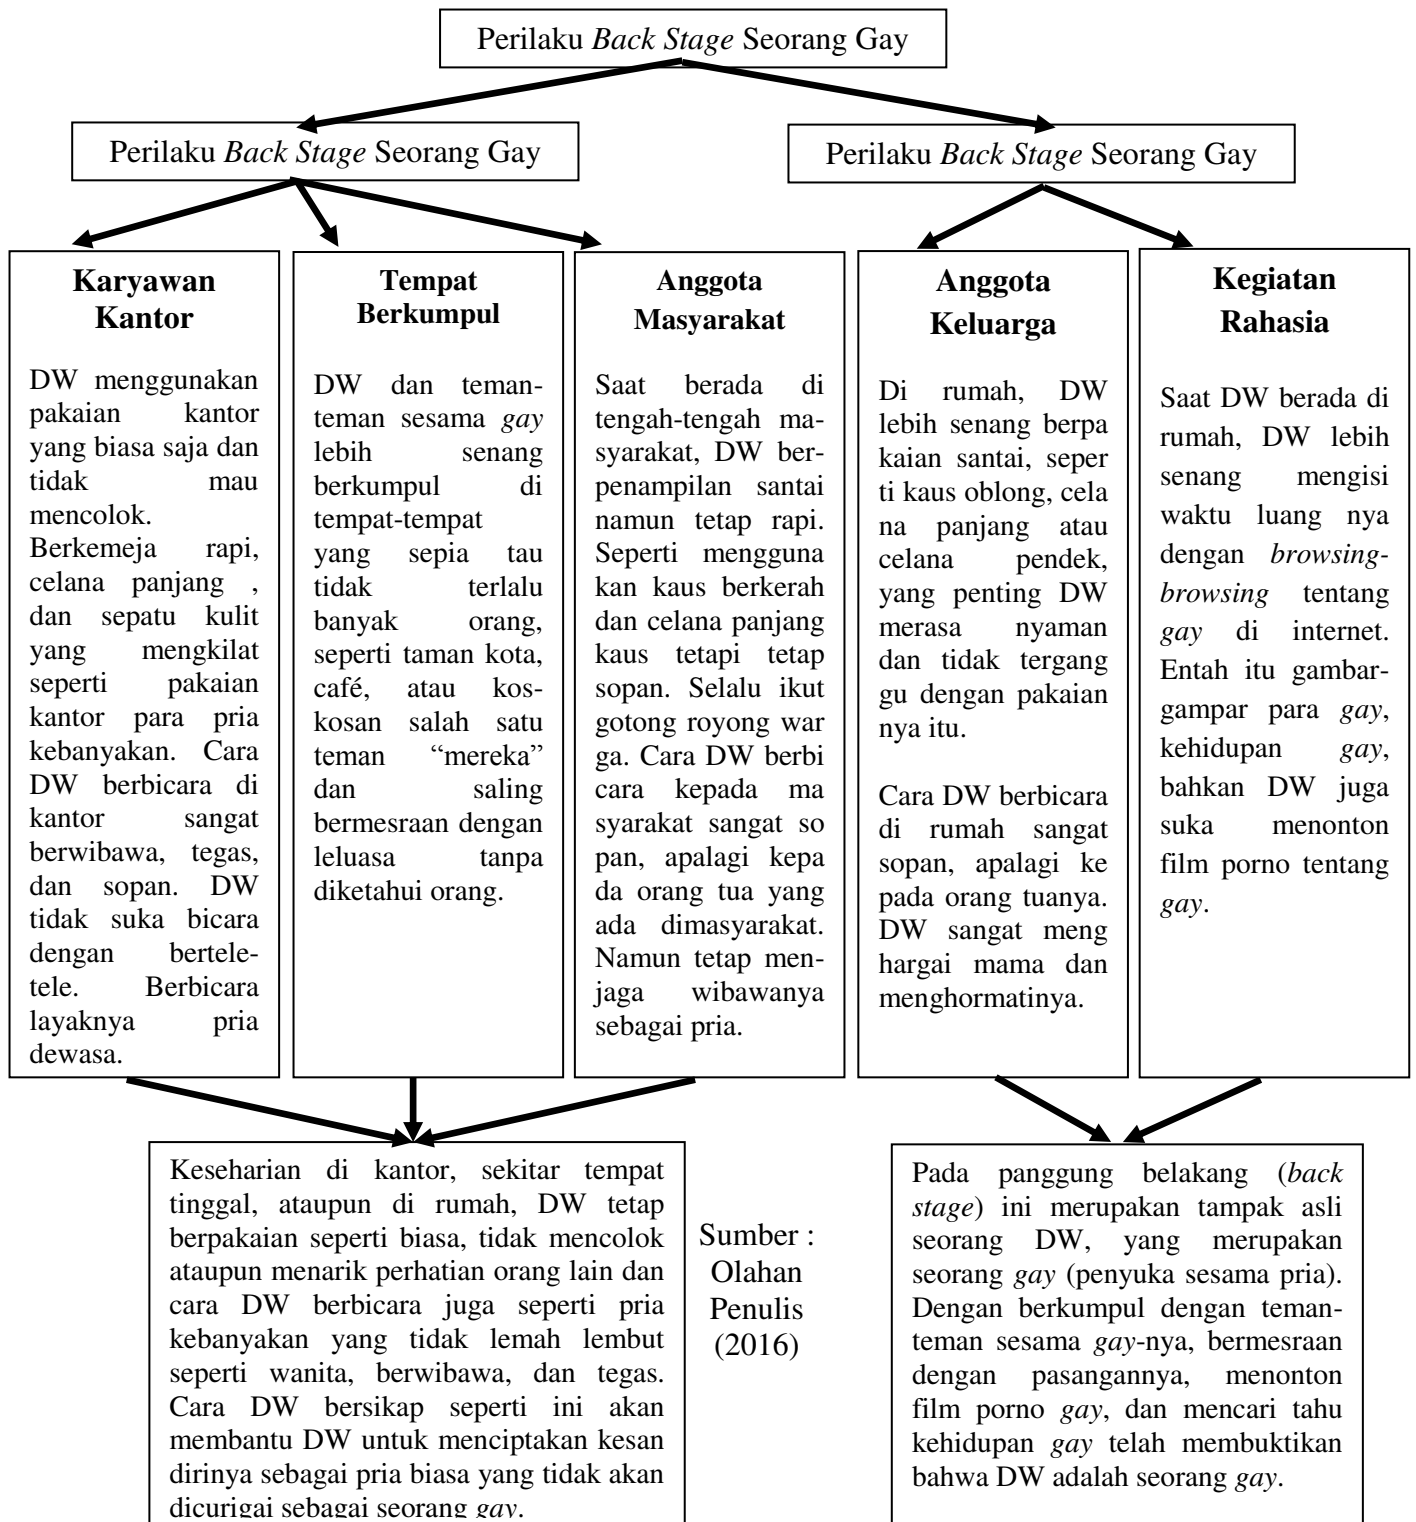 Perilaku Back Stage Seorang Gay
Perilaku Back Stage Seorang Gay
Perilaku Back Stage Seorang Gay
Karyawan
Kantor
DW menggunakan
pakaian kantor
yang biasa saja dan
tidak mau
mencolok.
Berkemeja rapi,
celana panjang ,
dan sepatu kulit
yang mengkilat
seperti pakaian
kantor para pria
kebanyakan. Cara
DW berbicara di
kantor sangat
berwibawa, tegas,
dan sopan. DW
tidak suka bicara
dengan bertele-
tele. Berbicara
layaknya pria
dewasa.
Tempat
Berkumpul
DW dan teman-
teman sesama gay
lebih senang
berkumpul di
tempat-tempat
yang sepia tau
tidak terlalu
banyak orang,
seperti taman kota,
café, atau kos-
kosan salah satu
teman “mereka”
dan saling
bermesraan dengan
leluasa tanpa
diketahui orang.
Anggota
Masyarakat
Saat berada di
tengah-tengah ma-
syarakat, DW ber-
penampilan santai
namun tetap rapi.
Seperti mengguna
kan kaus berkerah
dan celana panjang
kaus tetapi tetap
sopan. Selalu ikut
gotong royong war
ga. Cara DW berbi
cara kepada ma
syarakat sangat so
pan, apalagi kepa
da orang tua yang
ada dimasyarakat.
Namun tetap men-
jaga wibawanya
sebagai pria.
Anggota
Keluarga
Di rumah, DW
lebih senang berpa
kaian santai, seper
ti kaus oblong, cela
na panjang atau
celana pendek,
yang penting DW
merasa nyaman
dan tidak tergang
gu dengan pakaian
nya itu.
Cara DW berbicara
di rumah sangat
sopan, apalagi ke
pada orang tuanya.
DW sangat meng
hargai mama dan
menghormatinya.
Kegiatan
Rahasia
Saat DW berada di
rumah, DW lebih
senang mengisi
waktu luang nya
dengan browsing-
browsing tentang
gay di internet.
Entah itu gambar-
gampar para gay,
kehidupan gay,
bahkan DW juga
suka menonton
film porno tentang
gay.
Keseharian di kantor, sekitar tempat
tinggal, ataupun di rumah, DW tetap
berpakaian seperti biasa, tidak mencolok
ataupun menarik perhatian orang lain dan
cara DW berbicara juga seperti pria
kebanyakan yang tidak lemah lembut
seperti wanita, berwibawa, dan tegas.
Cara DW bersikap seperti ini akan
membantu DW untuk menciptakan kesan
dirinya sebagai pria biasa yang tidak akan
dicurigai sebagai seorang gay.
Sumber :
Olahan
Penulis
(2016)
Pada panggung belakang (back
stage) ini merupakan tampak asli
seorang DW, yang merupakan
seorang gay (penyuka sesama pria).
Dengan berkumpul dengan teman-
teman sesama gay-nya, bermesraan
dengan pasangannya, menonton
film porno gay, dan mencari tahu
kehidupan gay telah membuktikan
bahwa DW adalah seorang gay.